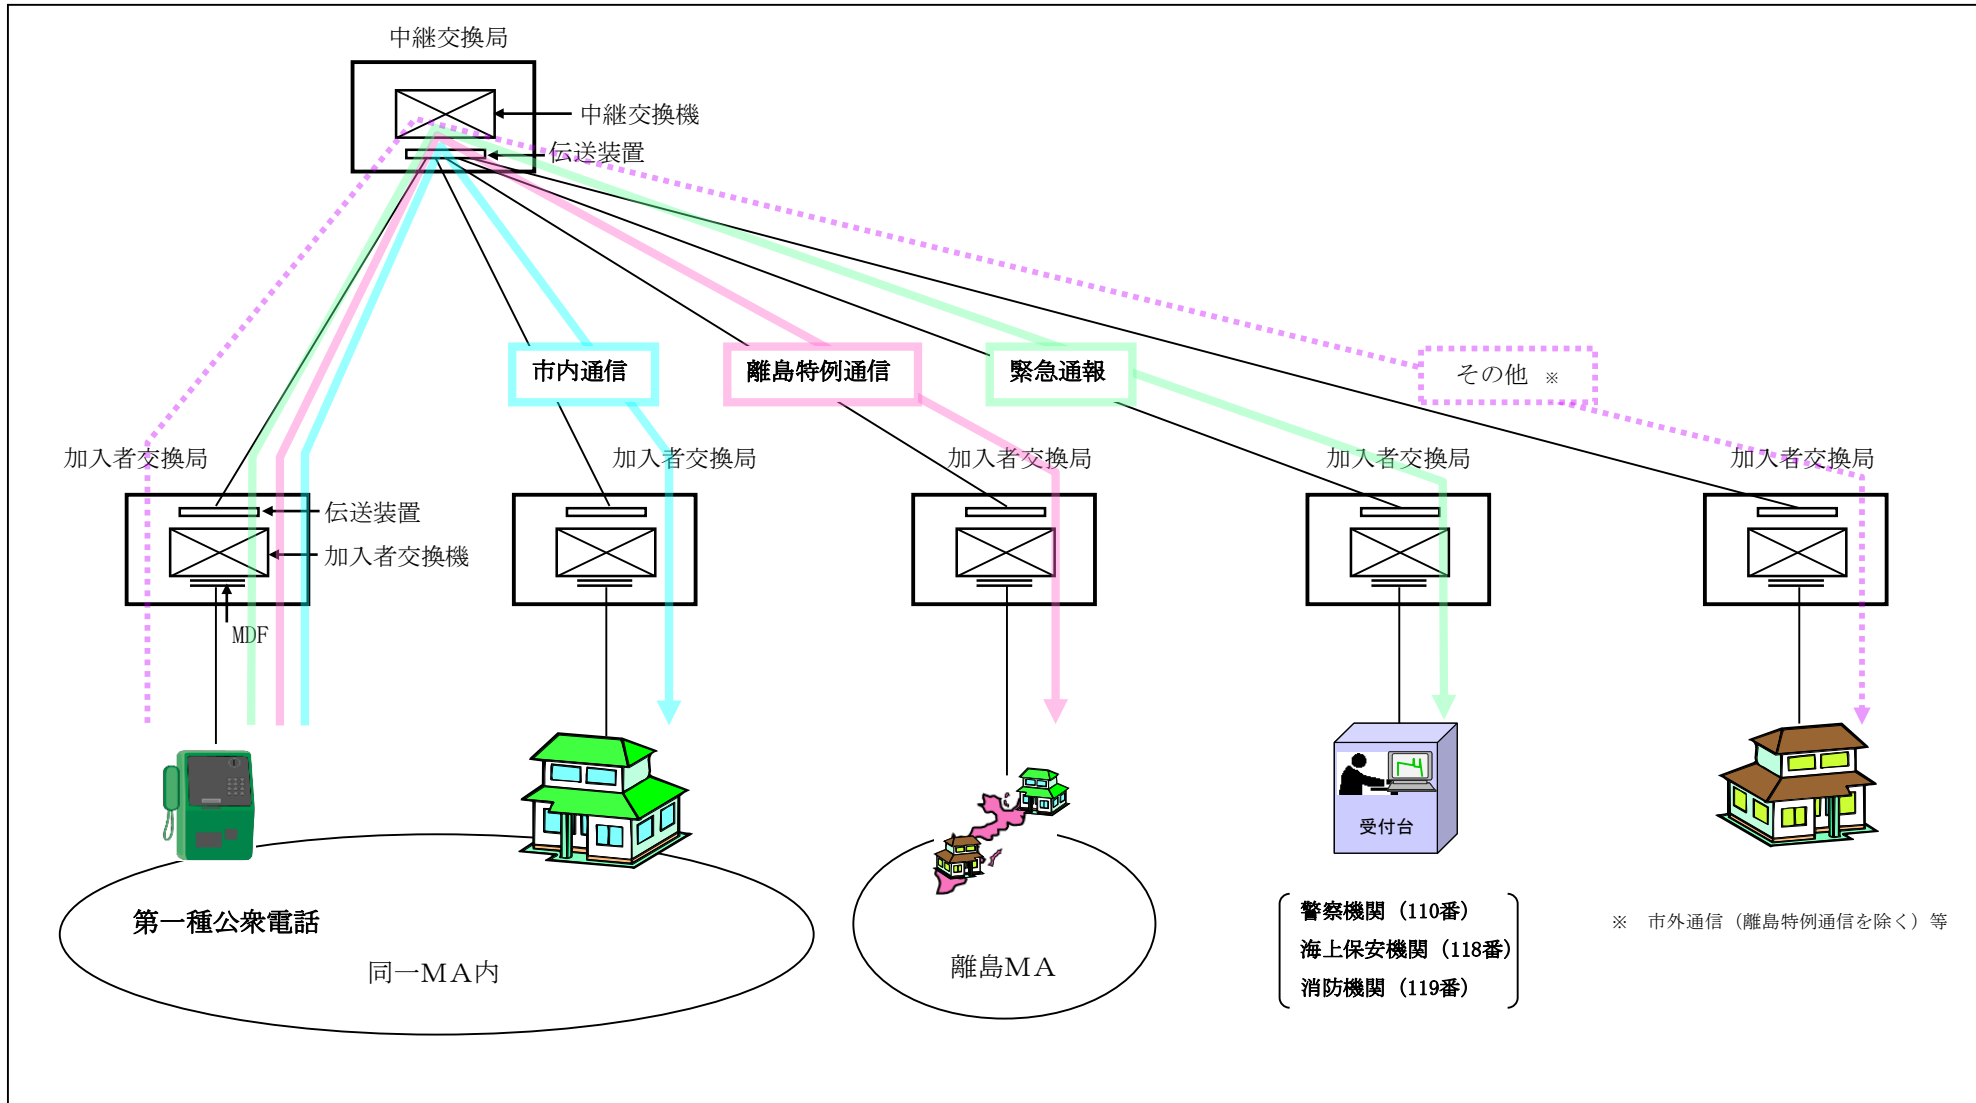 中継交換局
中継交換機
伝送装置
市内通信
離島特例通信
緊急通報
その他 ※
加入者交換局
加入者交換局
加入者交換局
加入者交換局
加入者交換局
伝送装置
加入者交換機
MDF
受付台
第一種公衆電話
同一MA内
離島MA
警察機関（110番）
海上保安機関（118番）
消防機関（119番）
※ 市外通信（離島特例通信を除く）等